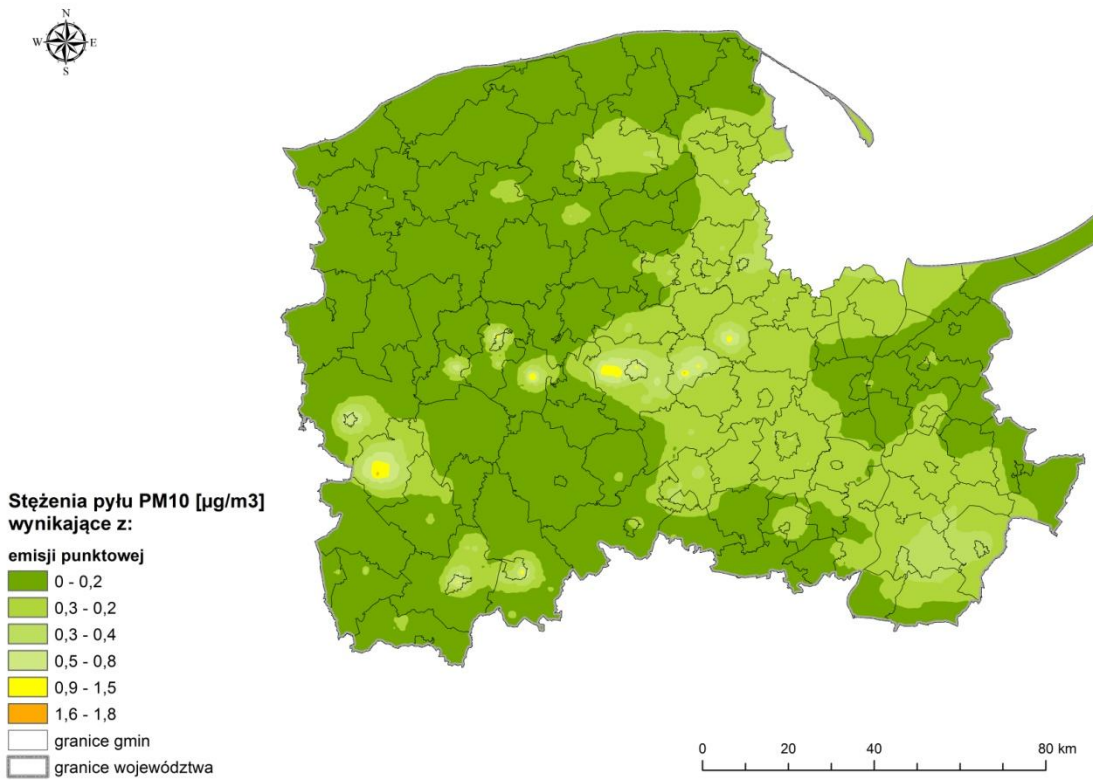 N
W E
S
Stężenia pyłu PM10 [µg/m3]
wynikające z:
emisji punktowej
0 - 0,2
0,3 - 0,2
0,3 - 0,4
0,5 - 0,8
0,9 - 1,5
1,6 - 1,8
granice gmin
granice województwa
0 20 40 80 km